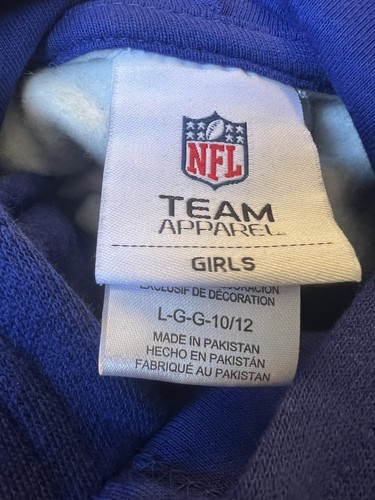 NFL
TEAM
APPAREL
GIRLS
EXCLUSIF DE DÉCORATION
L-G-G-10/12
MADE IN PAKISTAN
HECHO EN PAKISTÁN
FABRIQUÉ AU PAKISTAN